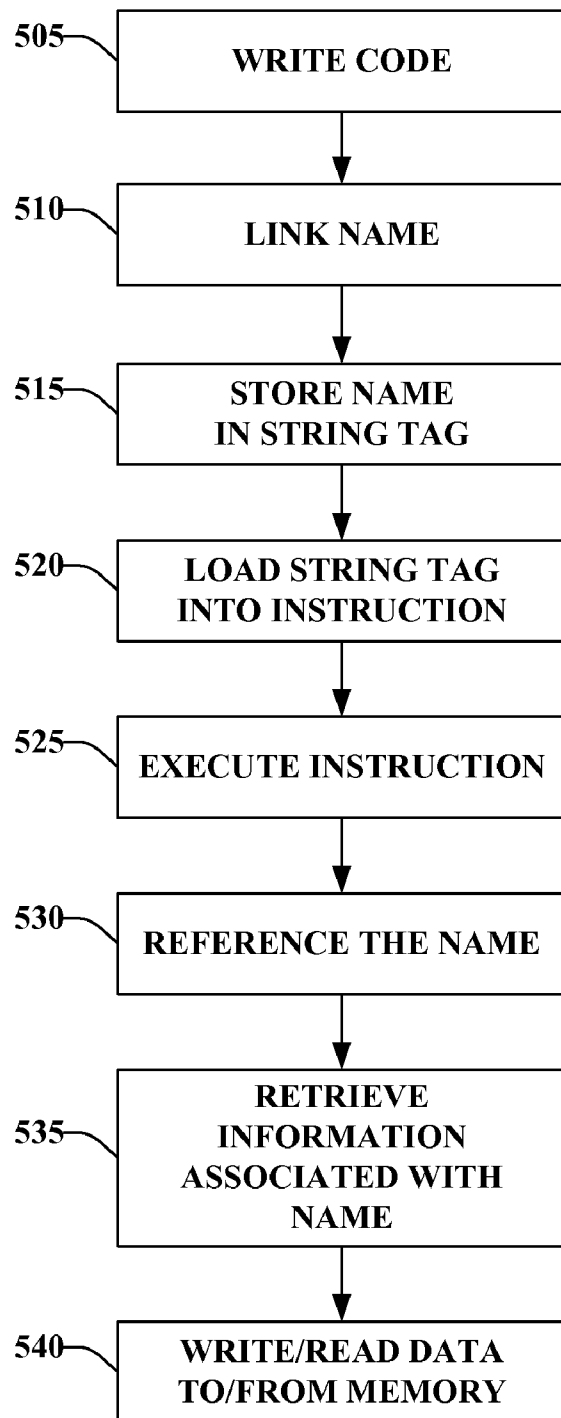 505
WRITE CODE
510
LINK NAME
515
STORE NAME
IN STRING TAG
520
LOAD STRING TAG
INTO INSTRUCTION
525
EXECUTE INSTRUCTION
530
REFERENCE THE NAME
535
RETRIEVE
INFORMATION
ASSOCIATED WITH
NAME
540
WRITE/READ DATA
TO/FROM MEMORY